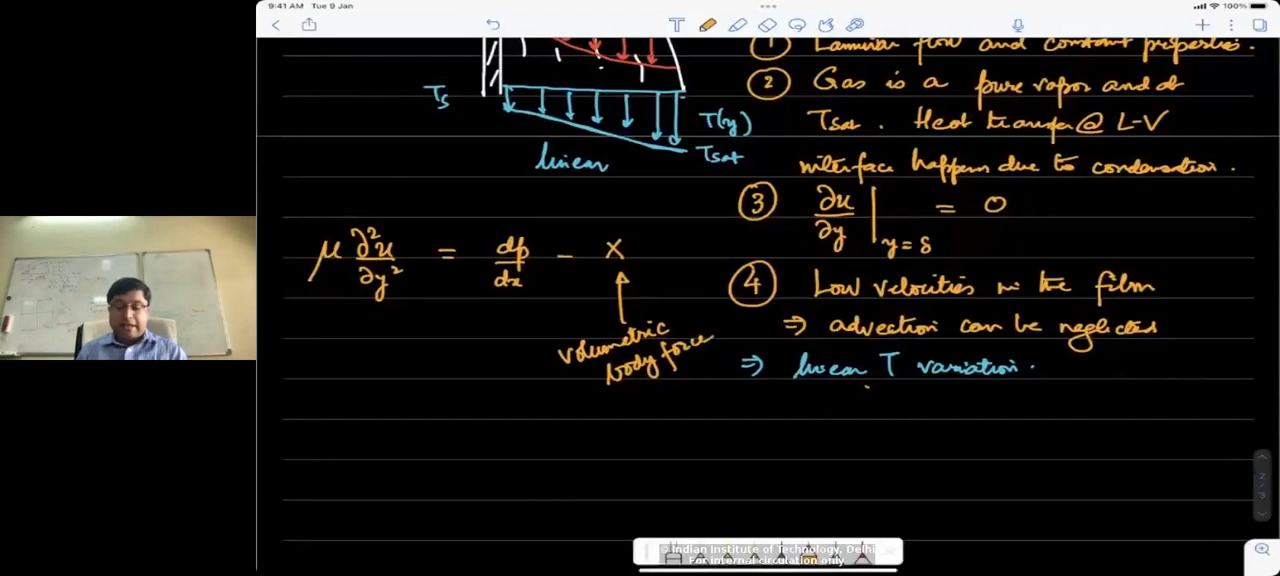 9:41 AM Tue 9 Jan
100%
① Laminar flow and constant properties.
② Gas is a pure vapor and at
Tsat. Heat transfer @ L-V
interface happens due to condensation.
③ ∂u/∂y |y=δ = 0
④ Low velocities in the film
⇒ advection can be neglected
⇒ linear T variation.
Ts
T(y)
Tsat
linear
μ ∂²u/∂y² = dp/dx - X
volumetric
body force
2
3
© Indian Institute of Technology, Delhi
For internal circulation only